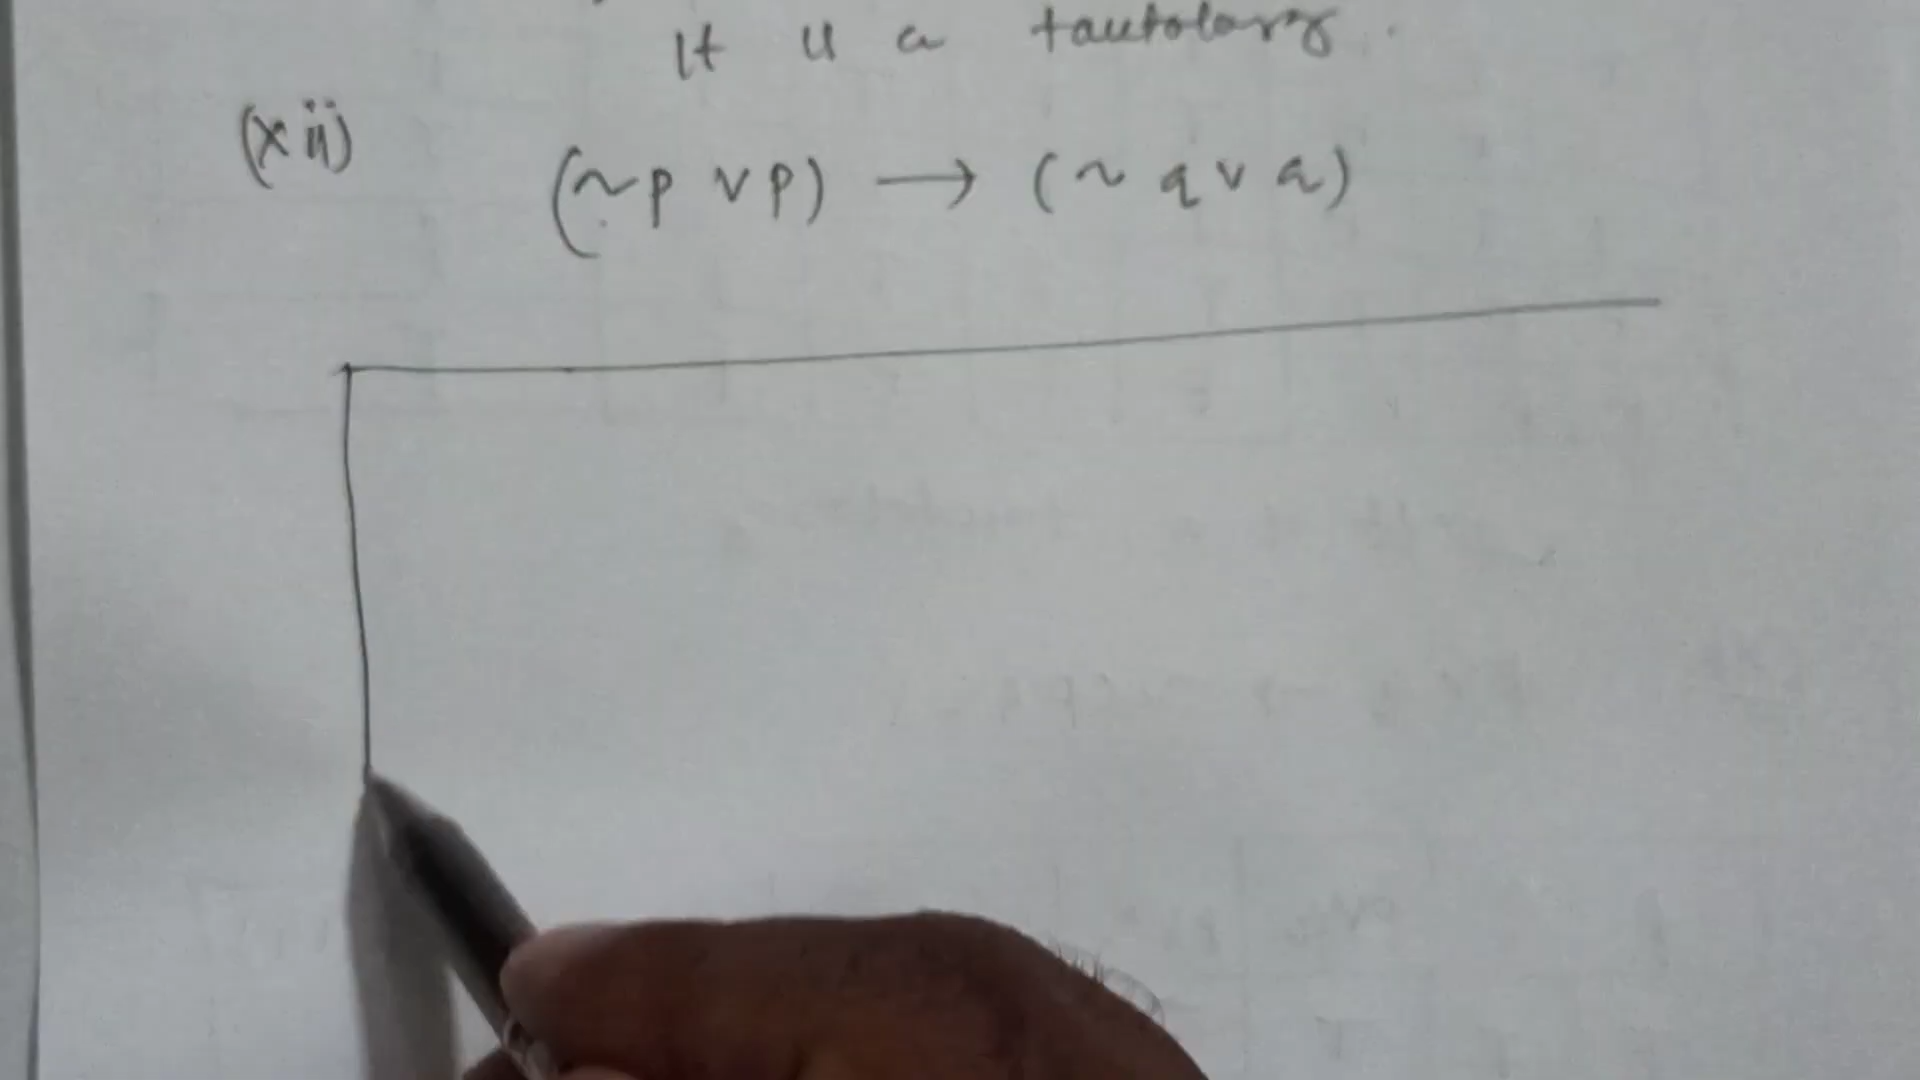 It is a tautology.
(xii)
(~p ∨ p) → (~ q ∨ q)